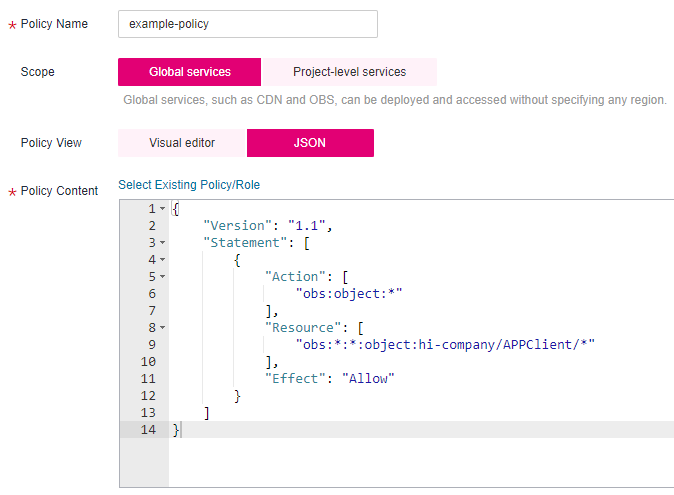 * Policy Name example-policy
Scope Global services Project-level services
Global services, such as CDN and OBS, can be deployed and accessed without specifying any region.
Policy View Visual editor JSON
* Policy Content Select Existing Policy/Role
1 {
2     "Version": "1.1",
3     "Statement": [
4         {
5             "Action": [
6                 "obs:object:*"
7             ],
8             "Resource": [
9                 "obs:*:*:object:hi-company/APPClient/*"
10             ],
11             "Effect": "Allow"
12         }
13     ]
14 }